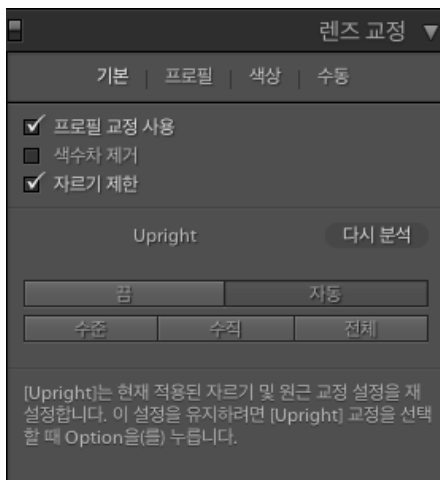 렌즈 교정
기본 프로필 색상 수동
프로필 교정 사용
색수차 제거
자르기 제한
Upright 다시 분석
끔 자동
수준 수직 전체
[Upright]는 현재 적용된 자르기 및 원근 교정 설정을 재
설정합니다. 이 설정을 유지하려면 [Upright] 교정을 선택
할 때 Option을(를) 누릅니다.